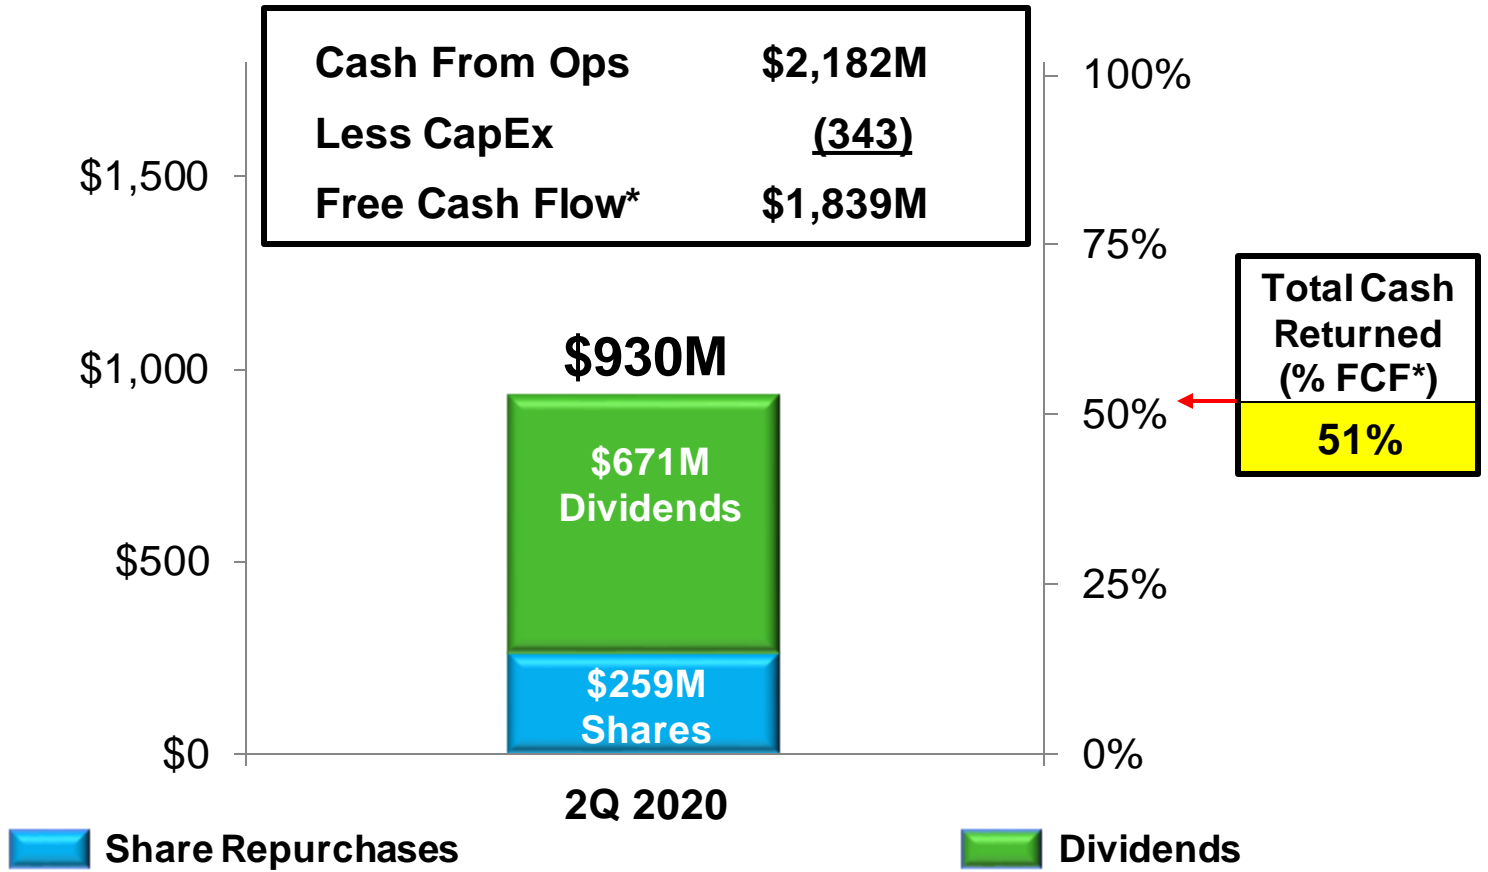 Cash From Ops $2,182M
Less CapEx (343)
Free Cash Flow* $1,839M
$1,500
$1,000
$500
$0
100%
75%
50%
25%
0%
$930M
$671M
Dividends
$259M
Shares
2Q 2020
Total Cash
Returned
(% FCF*)
51%
Share Repurchases
Dividends